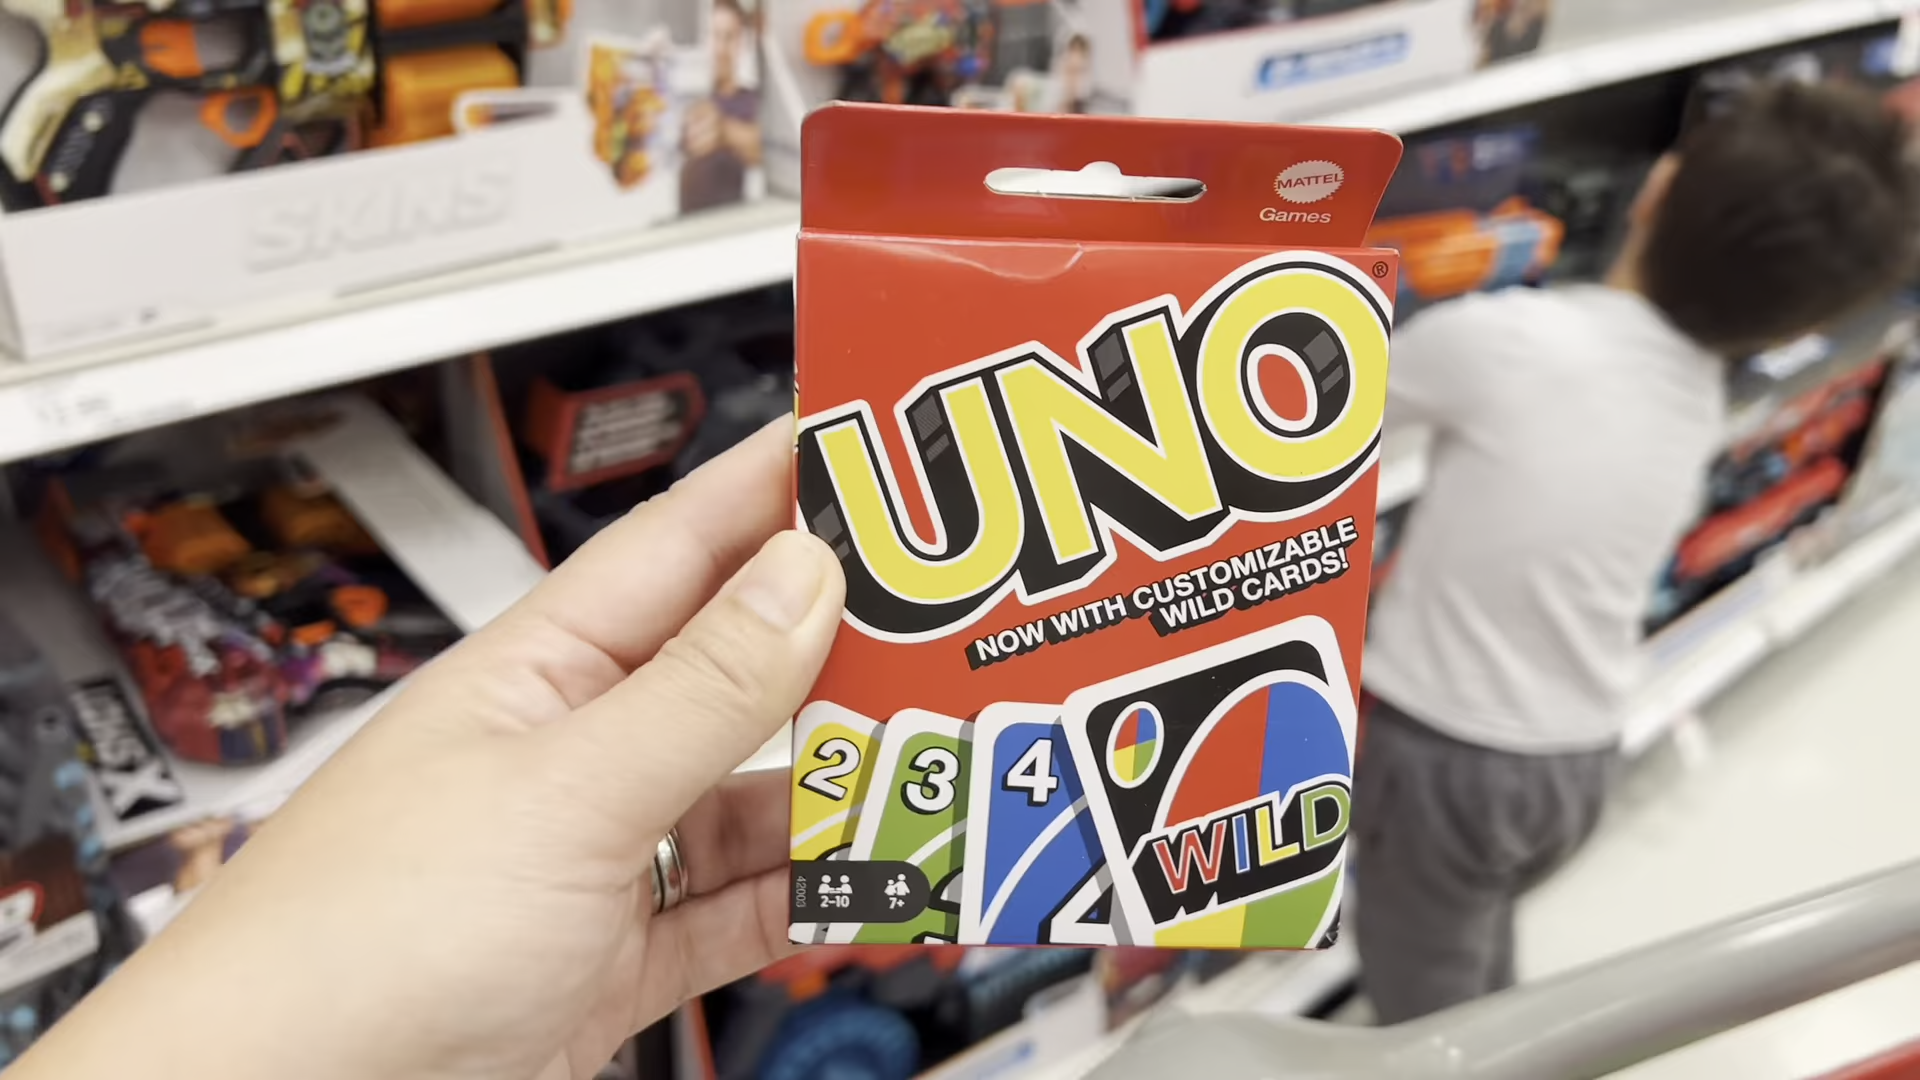 SKINS
MATTEL
Games
UNO
®
NOW WITH CUSTOMIZABLE
WILD CARDS!
2
3
4
WILD
42003
2–10
7+